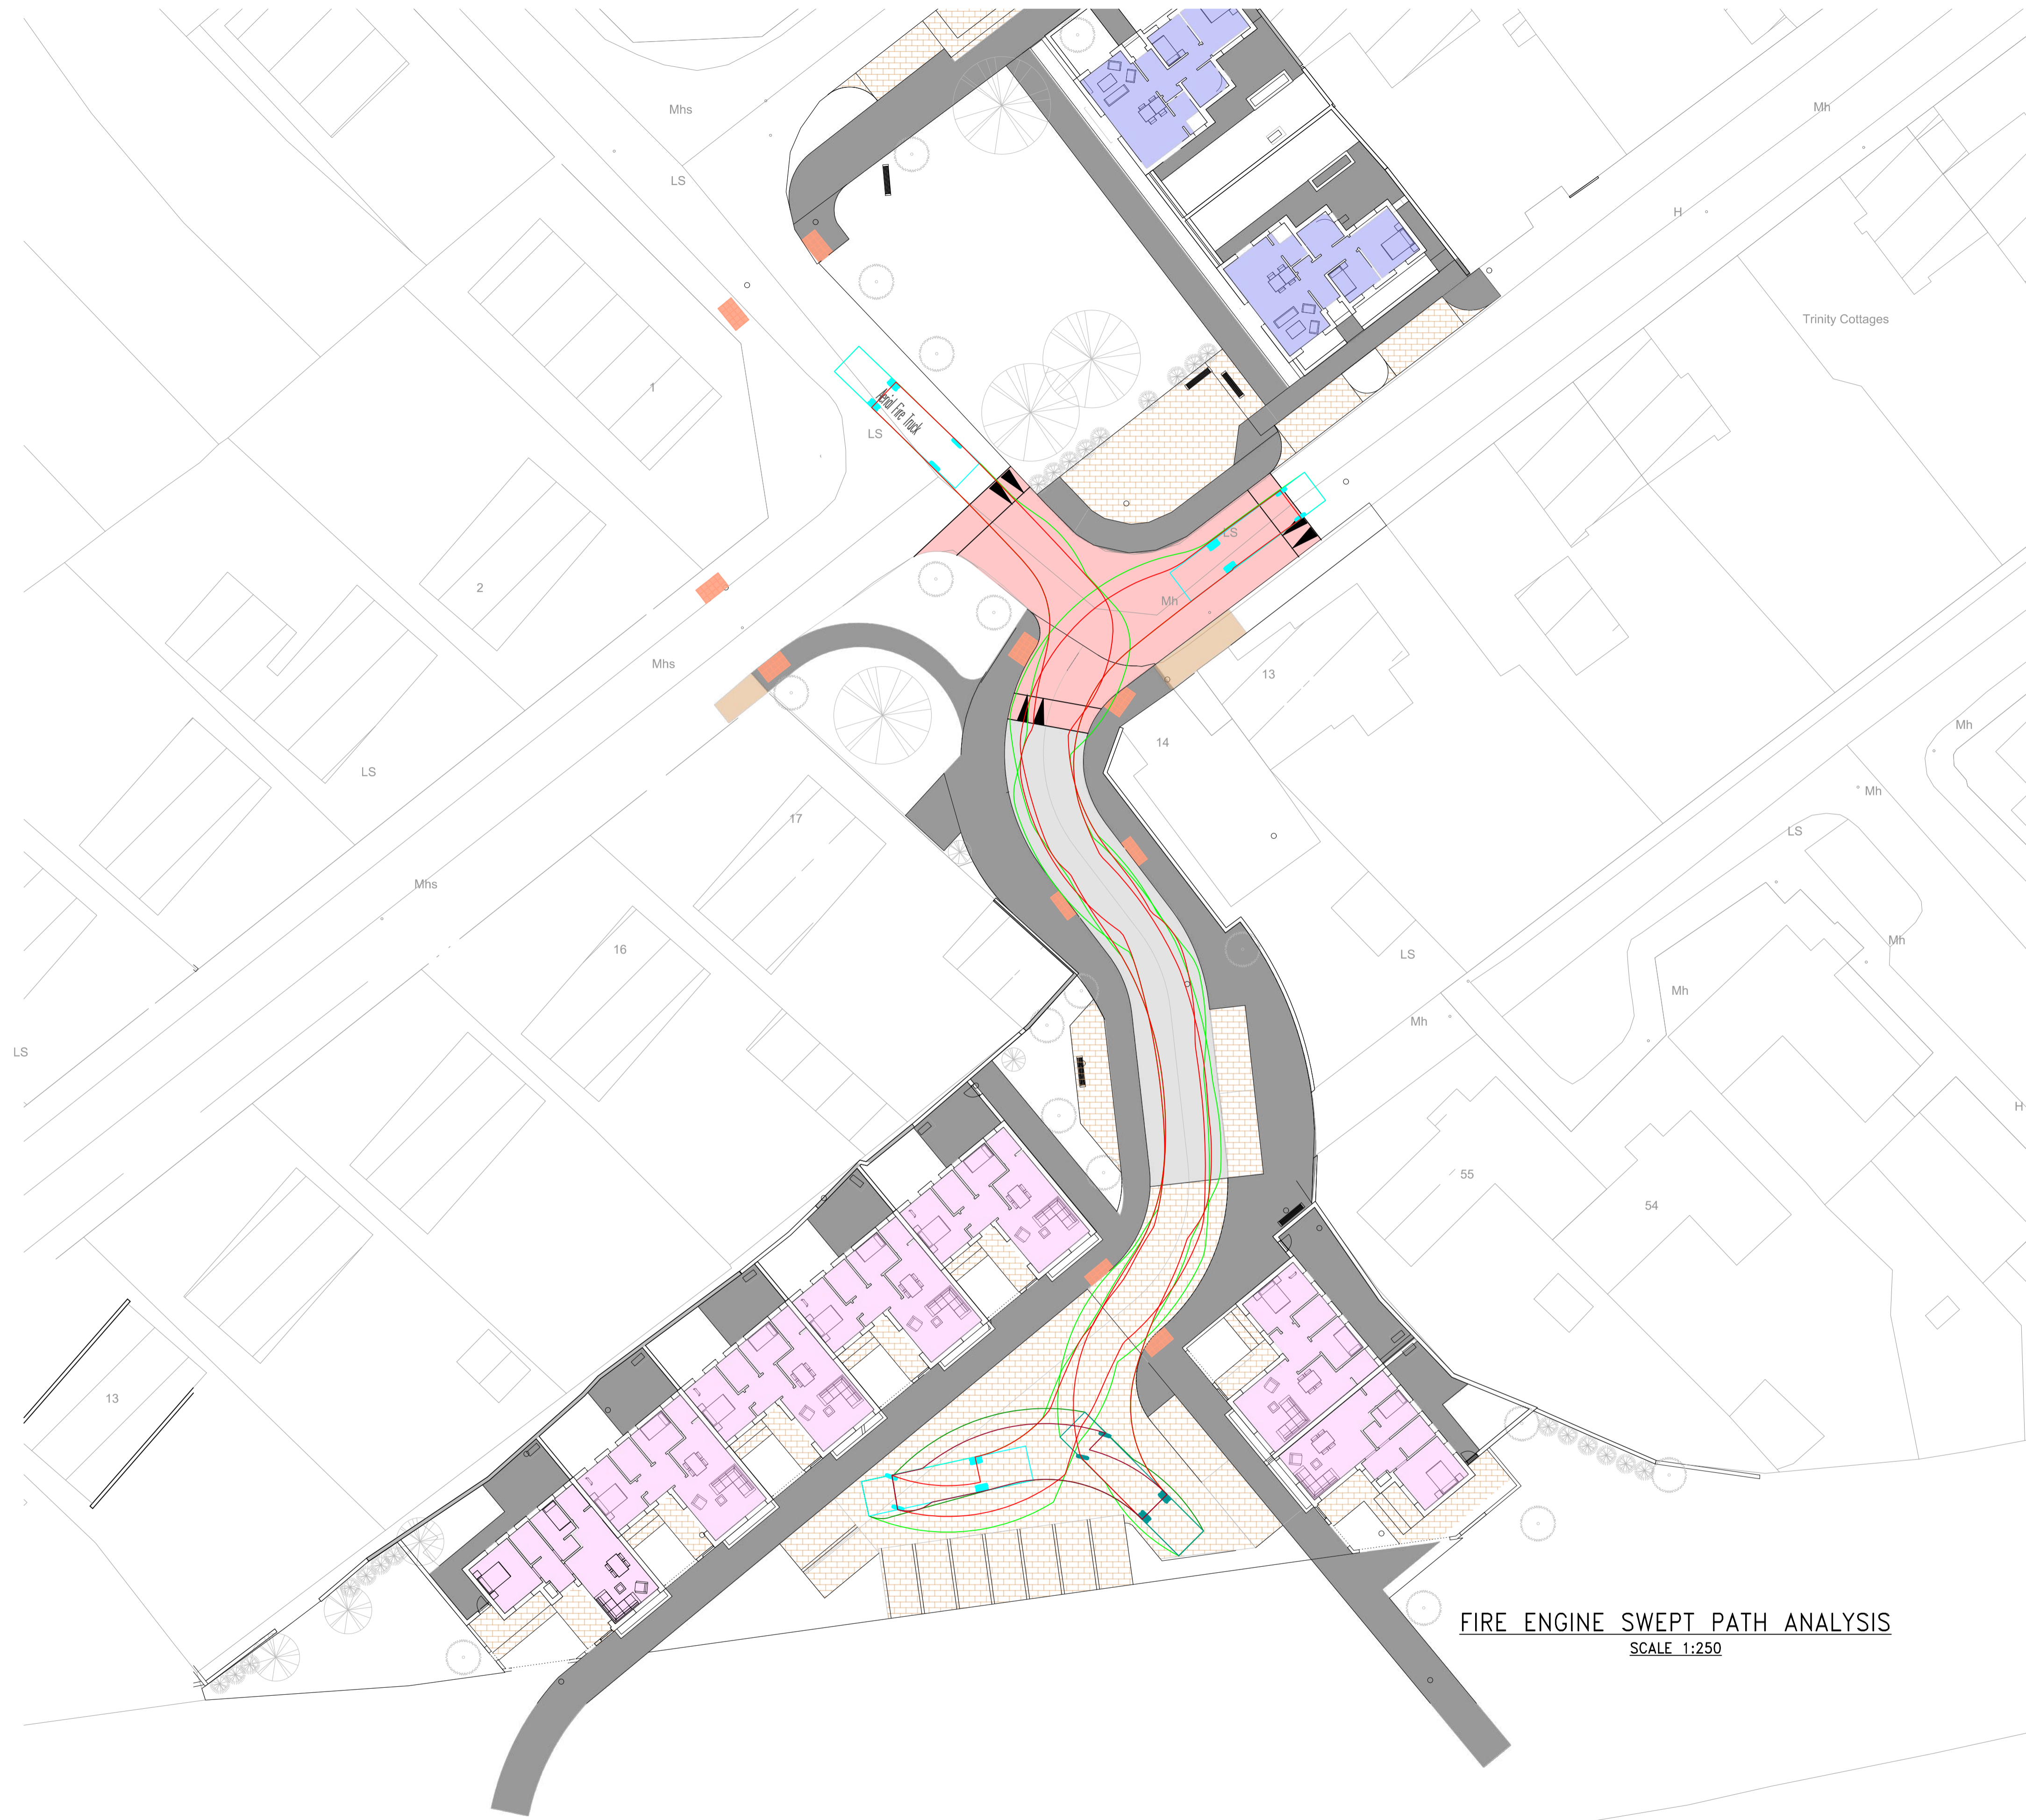 Mhs
Mh
LS
H
Trinity Cottages
1
Aerial Fire Truck
LS
LS
2
Mh
Mhs
13
14
Mh
LS
Mh
LS
17
Mhs
Mh
16
LS
Mh
Mh
LS
H
55
54
13
FIRE ENGINE SWEPT PATH ANALYSIS
SCALE 1:250